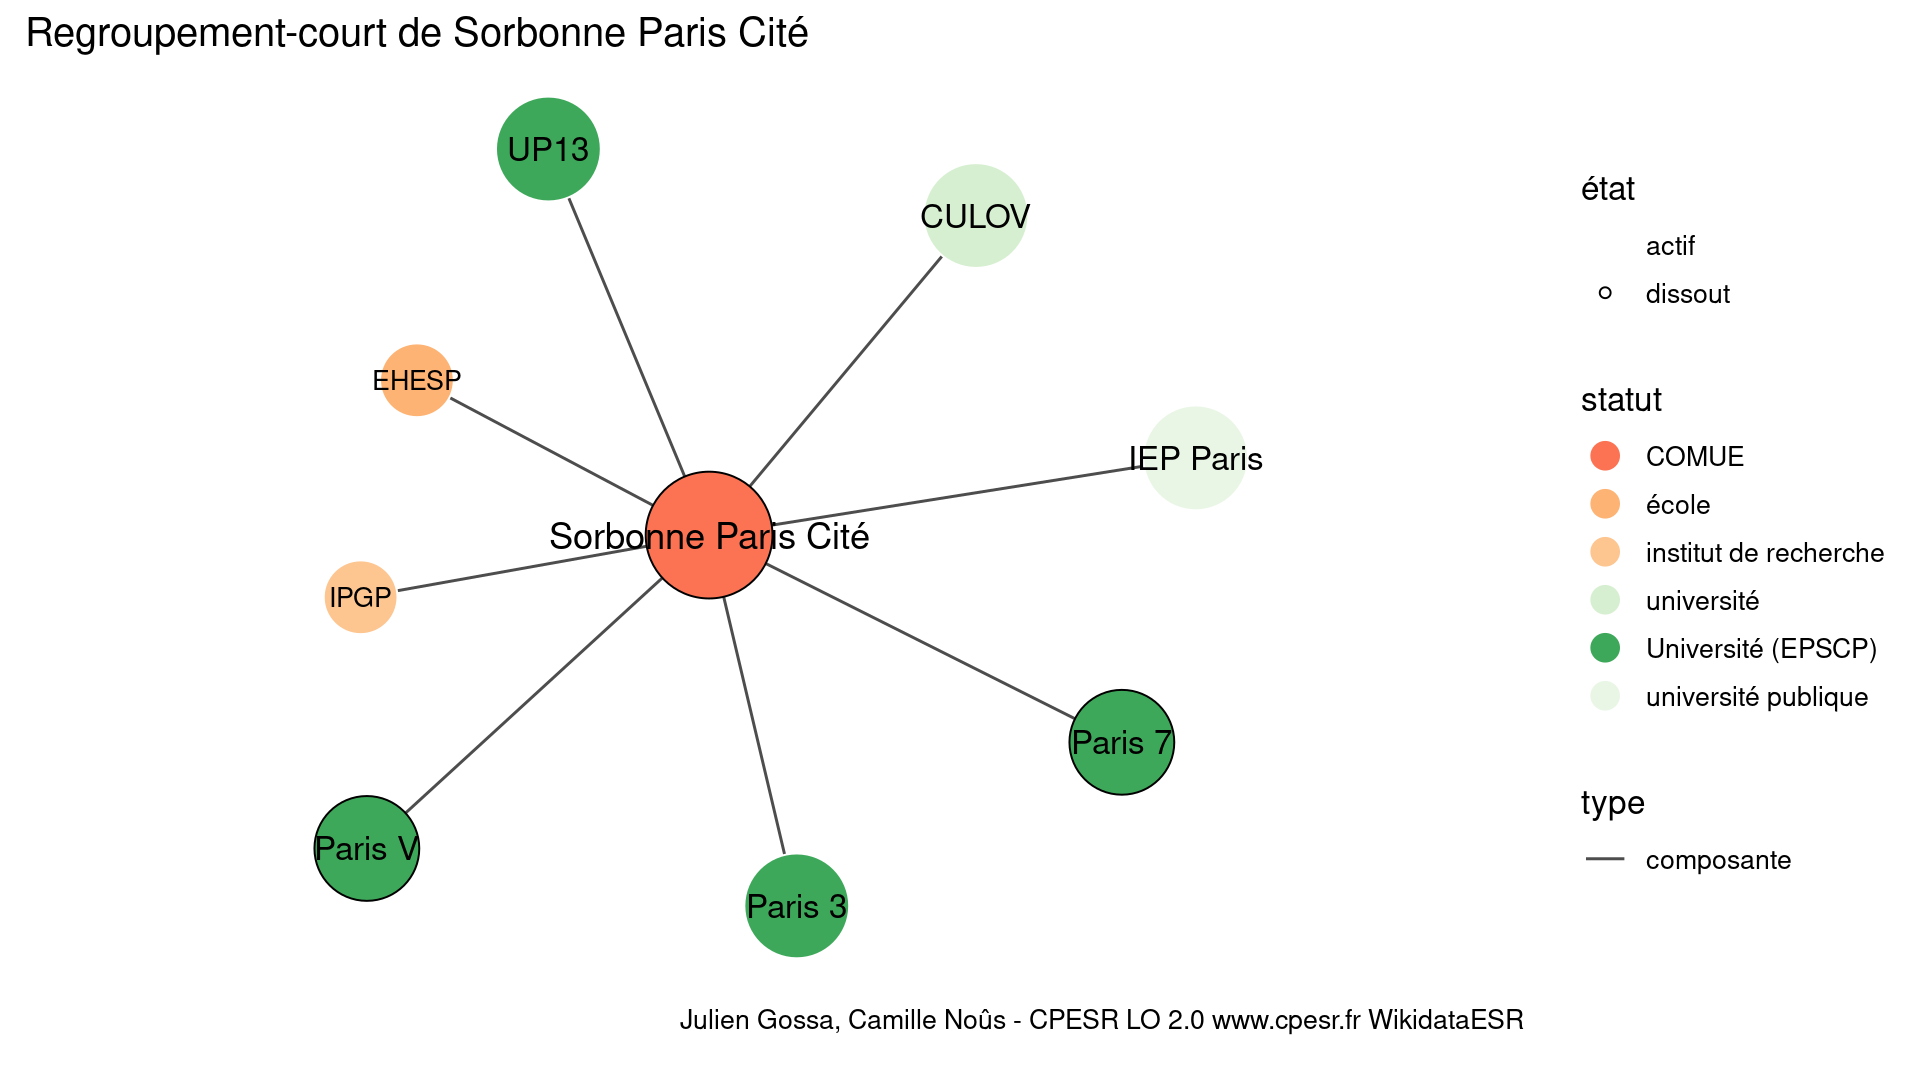 Regroupement-court de Sorbonne Paris Cité
UP13
CULOV
EHESP
IEP Paris
Sorbonne Paris Cité
IPGP
Paris 7
Paris V
Paris 3
état
actif
dissout
statut
COMUE
école
institut de recherche
université
Université (EPSCP)
université publique
type
composante
Julien Gossa, Camille Noûs - CPESR LO 2.0 www.cpesr.fr WikidataESR